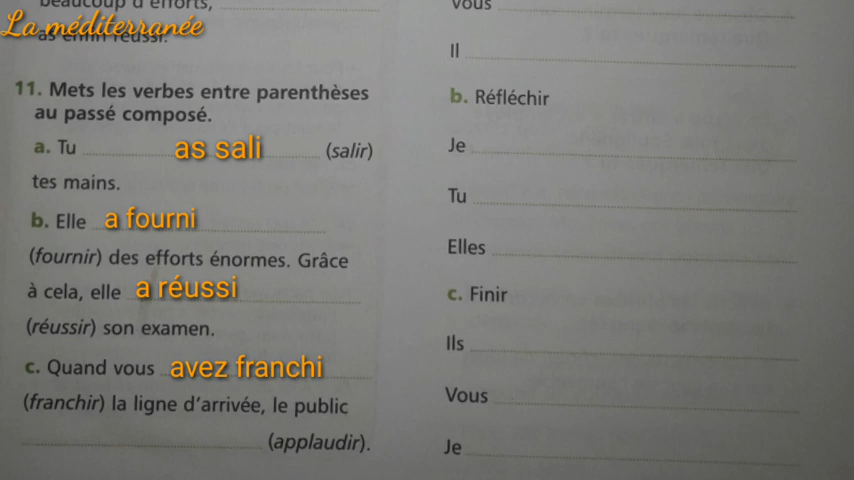 beaucoup d'efforts,
La méditerranée
as enfin réussi.
11. Mets les verbes entre parenthèses
au passé composé.
a. Tu as sali (salir)
tes mains.
b. Elle a fourni
(fournir) des efforts énormes. Grâce
à cela, elle a réussi
(réussir) son examen.
c. Quand vous avez franchi
(franchir) la ligne d'arrivée, le public
(applaudir).
Vous
Il
b. Réfléchir
Je
Tu
Elles
c. Finir
Ils
Vous
Je